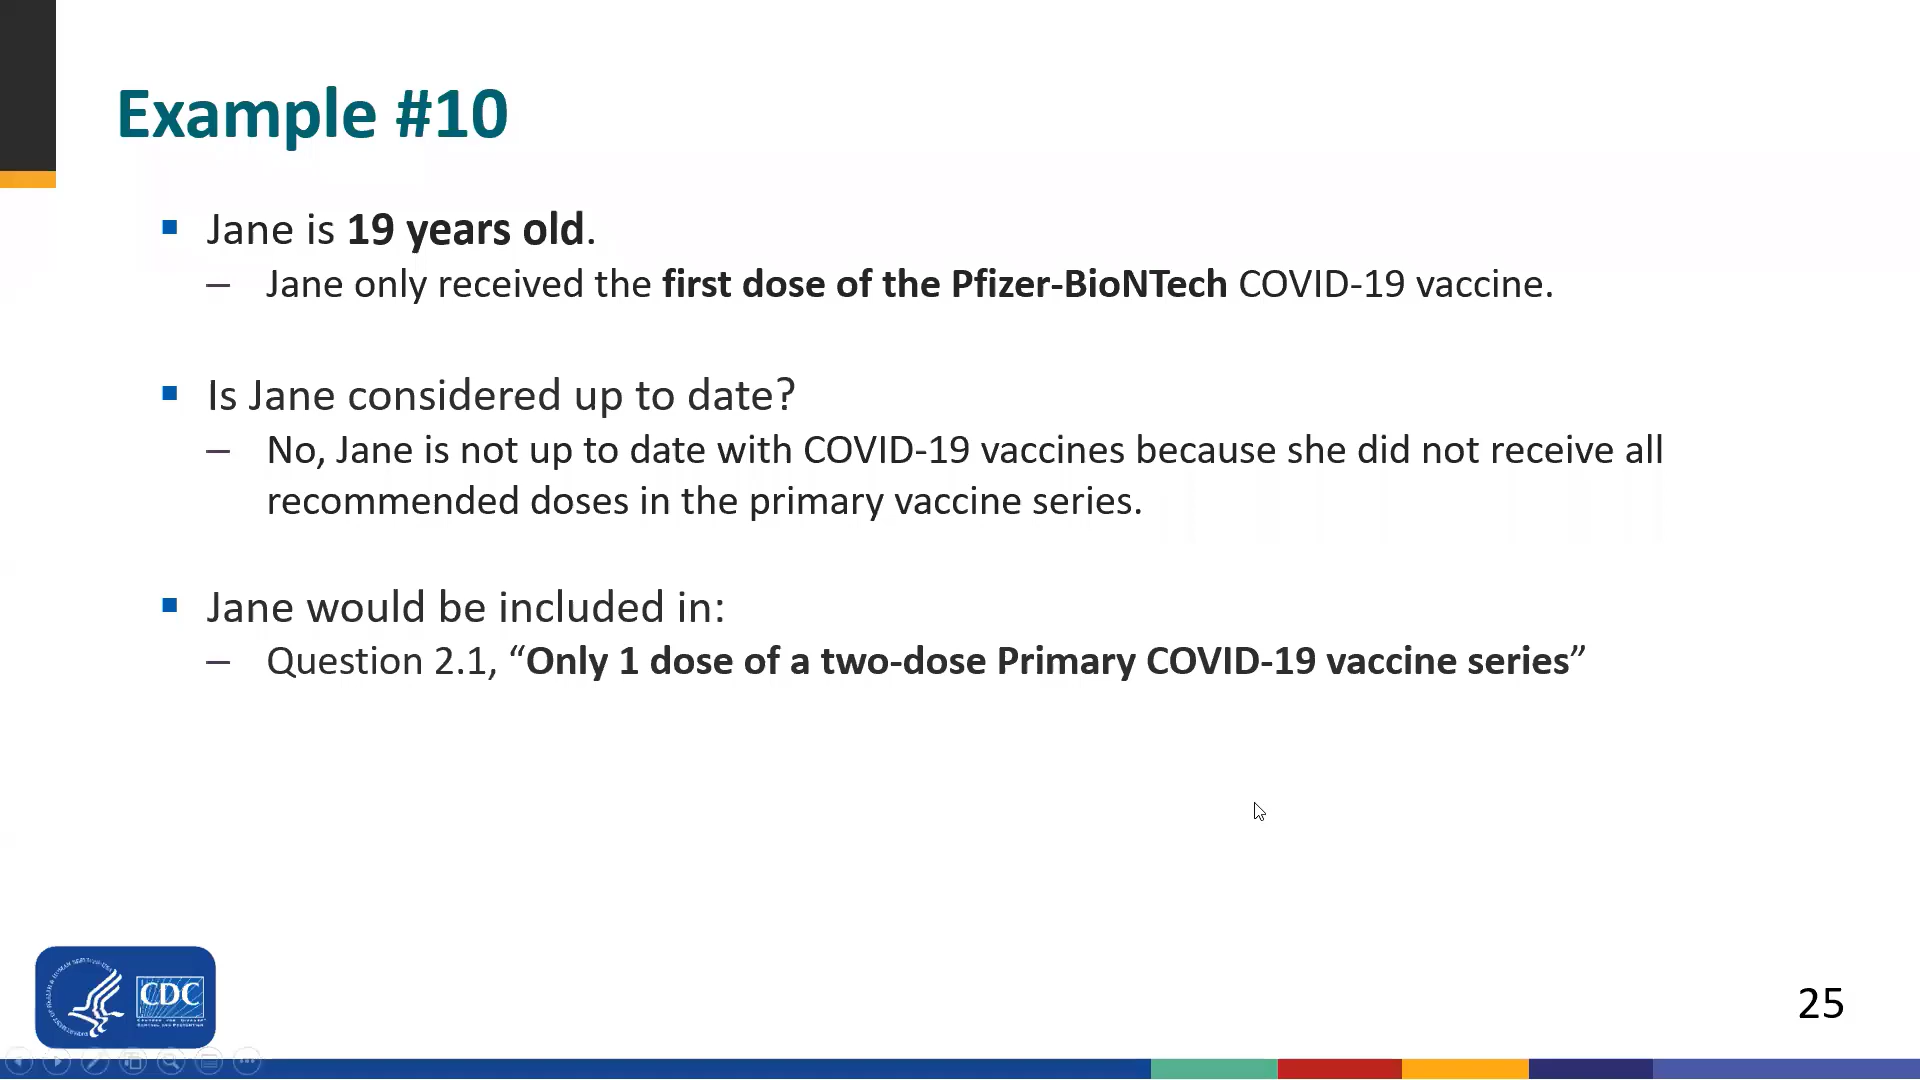 Example #10
▪ Jane is 19 years old.
– Jane only received the first dose of the Pfizer-BioNTech COVID-19 vaccine.
▪ Is Jane considered up to date?
– No, Jane is not up to date with COVID-19 vaccines because she did not receive all
recommended doses in the primary vaccine series.
▪ Jane would be included in:
– Question 2.1, “Only 1 dose of a two-dose Primary COVID-19 vaccine series”
CDC
25